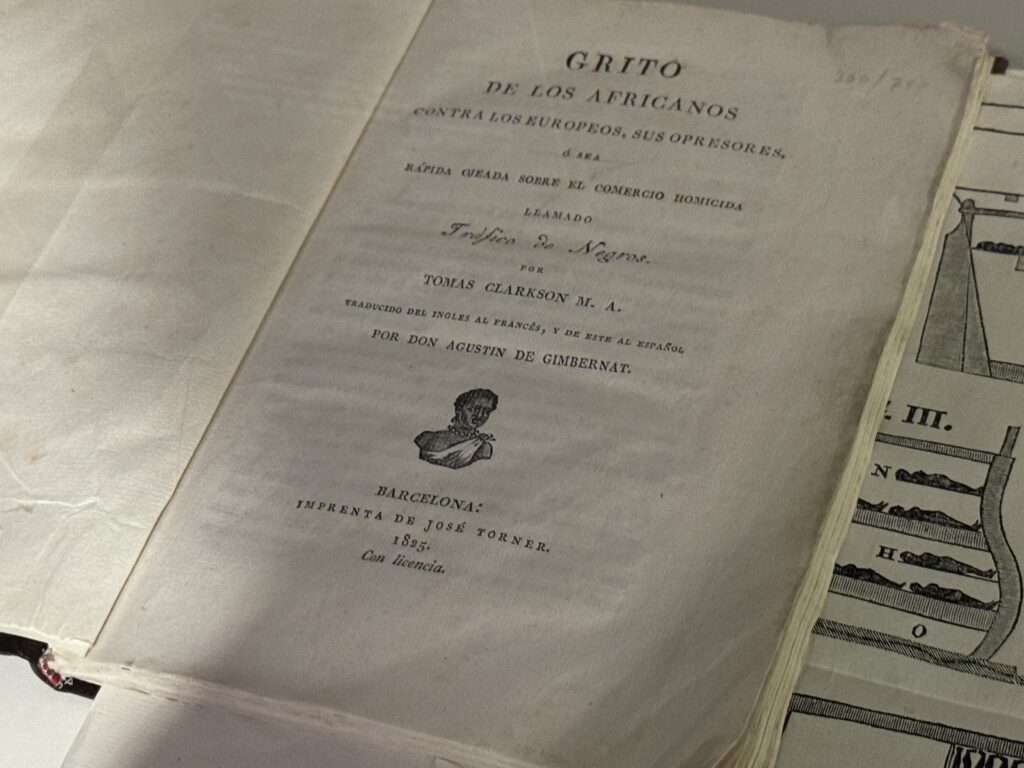 GRITO
DE LOS AFRICANOS
CONTRA LOS EUROPEOS, SUS OPRESORES,
Ó SEA
RÁPIDA OJEADA SOBRE EL COMERCIO HOMICIDA
LLAMADO
Tráfico de Negros.
POR
TOMAS CLARKSON M. A.
TRADUCIDO DEL INGLES AL FRANCÉS, Y DE ESTE AL ESPAÑOL
POR DON AGUSTIN DE GIMBERNAT.
BARCELONA:
IMPRENTA DE JOSÉ TORNER.
1825.
Con licencia.
III.
N
H
O